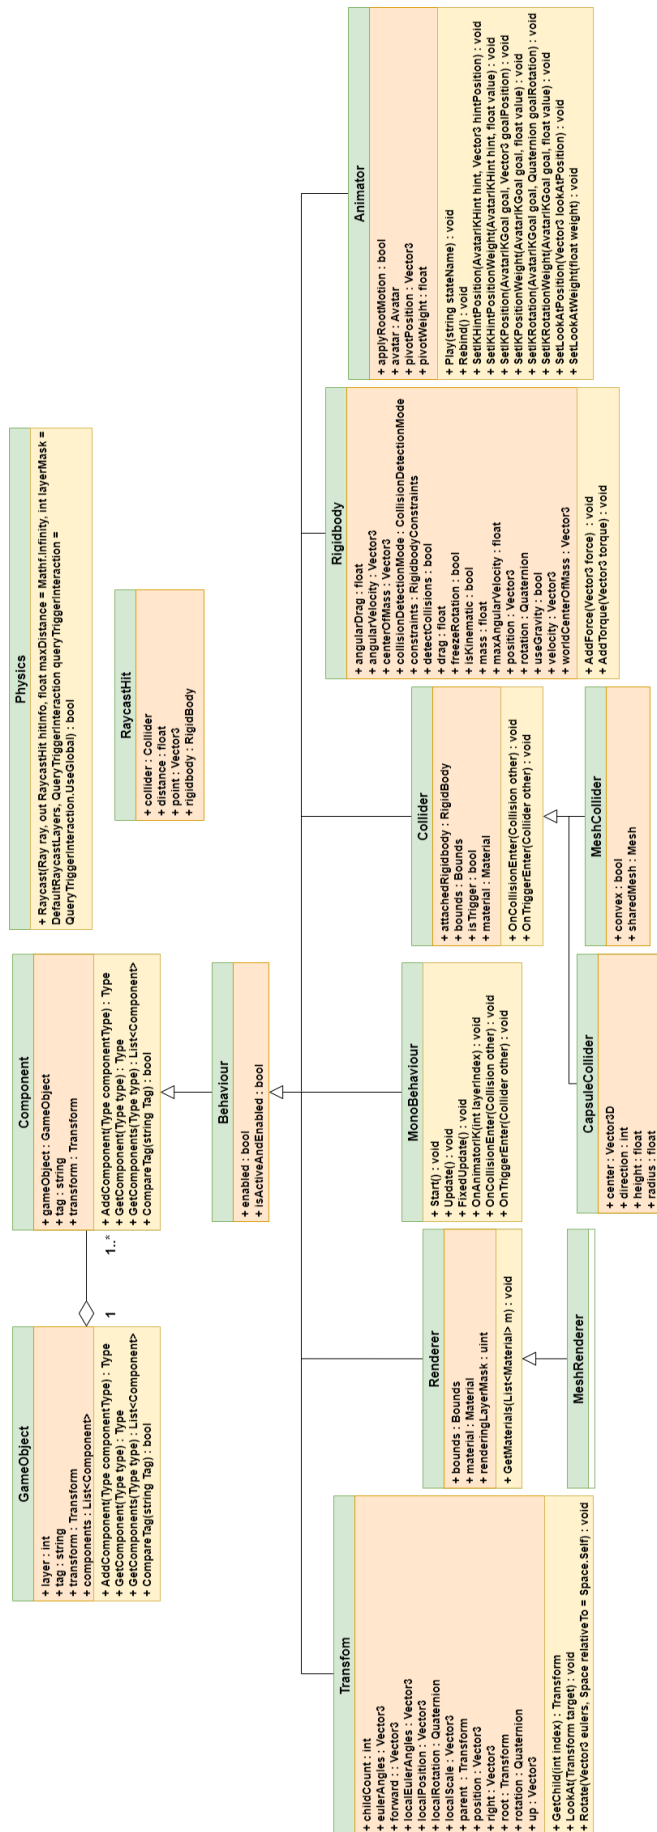 GameObject
+ layer : int
+ tag : string
+ transform : Transform
+ components : List<Component>
+ AddComponent(Type componentType) : Type
+ GetComponent(Type type) : Type
+ GetComponents(Type type) : List<Component>
+ CompareTag(string Tag) : bool
1
1..*
Component
+ gameObject : GameObject
+ tag : string
+ transform : Transform
+ AddComponent(Type componentType) : Type
+ GetComponent(Type type) : Type
+ GetComponents(Type type) : List<Component>
+ CompareTag(string Tag) : bool
Physics
+ Raycast(Ray ray, out RaycastHit hitInfo, float maxDistance = Mathf.Infinity, int layerMask =
DefaultRaycastLayers, QueryTriggerInteraction queryTriggerInteraction =
QueryTriggerInteraction.UseGlobal) : bool
RaycastHit
+ collider : Collider
+ distance : float
+ point : Vector3
+ rigidbody : RigidBody
Behaviour
+ enabled : bool
+ isActiveAndEnabled : bool
Transfom
+ childCount : int
+ eulerAngles : Vector3
+ forward : : Vector3
+ localEulerAngles : Vector3
+ localPosition : Vector3
+ localRotation : Quaternion
+ localScale : Vector3
+ parent : Transform
+ position : Vector3
+ right : Vector3
+ root : Transform
+ rotation : Quaternion
+ up : Vector3
+ GetChild(int index) : Transform
+ LookAt(Transform target) : void
+ Rotate(Vector3 eulers, Space relativeTo = Space.Self) : void
Renderer
+ bounds : Bounds
+ material : Material
+ renderingLayerMask : uint
+ GetMaterials(List<Material> m) : void
MeshRenderer
MonoBehaviour
+ Start() : void
+ Update() : void
+ FixedUpdate() : void
+ OnAnimatorIK(int layerIndex) : void
+ OnCollisionEnter(Collision other) : void
+ OnTriggerEnter(Collider other) : void
Collider
+ attachedRigidbody : RigidBody
+ bounds : Bounds
+ isTrigger : bool
+ material : Material
+ OnCollisionEnter(Collision other) : void
+ OnTriggerEnter(Collider other) : void
CapsuleCollider
+ center : Vector3D
+ direction : int
+ height : float
+ radius : float
MeshCollider
+ convex : bool
+ sharedMesh : Mesh
Rigidbody
+ angularDrag : float
+ angularVelocity : Vector3
+ centerOfMass : Vector3
+ collisionDetectionMode : CollisionDetectionMode
+ constraints : RigidbodyConstraints
+ detectCollisions : bool
+ drag : float
+ freezeRotation : bool
+ isKinematic : bool
+ mass : float
+ maxAngularVelocity : float
+ position : Vector3
+ rotation : Quaternion
+ useGravity : bool
+ velocity : Vector3
+ worldCenterOfMass : Vector3
+ AddForce(Vector3 force) : void
+ AddTorque(Vector3 torque) : void
Animator
+ applyRootMotion : bool
+ avatar : Avatar
+ pivotPosition : Vector3
+ pivotWeight : float
+ Play(string stateName) : void
+ Rebind() : void
+ SetIKHintPosition(AvatarIKHint hint, Vector3 hintPosition) : void
+ SetIKHintPositionWeight(AvatarIKHint hint, float value) : void
+ SetIKPosition(AvatarIKGoal goal, Vector3 goalPosition) : void
+ SetIKPositionWeight(AvatarIKGoal goal, float value) : void
+ SetIKRotation(AvatarIKGoal goal, Quaternion goalRotation) : void
+ SetIKRotationWeight(AvatarIKGoal goal, float value) : void
+ SetLookAtPosition(Vector3 lookAtPosition) : void
+ SetLookAtWeight(float weight) : void